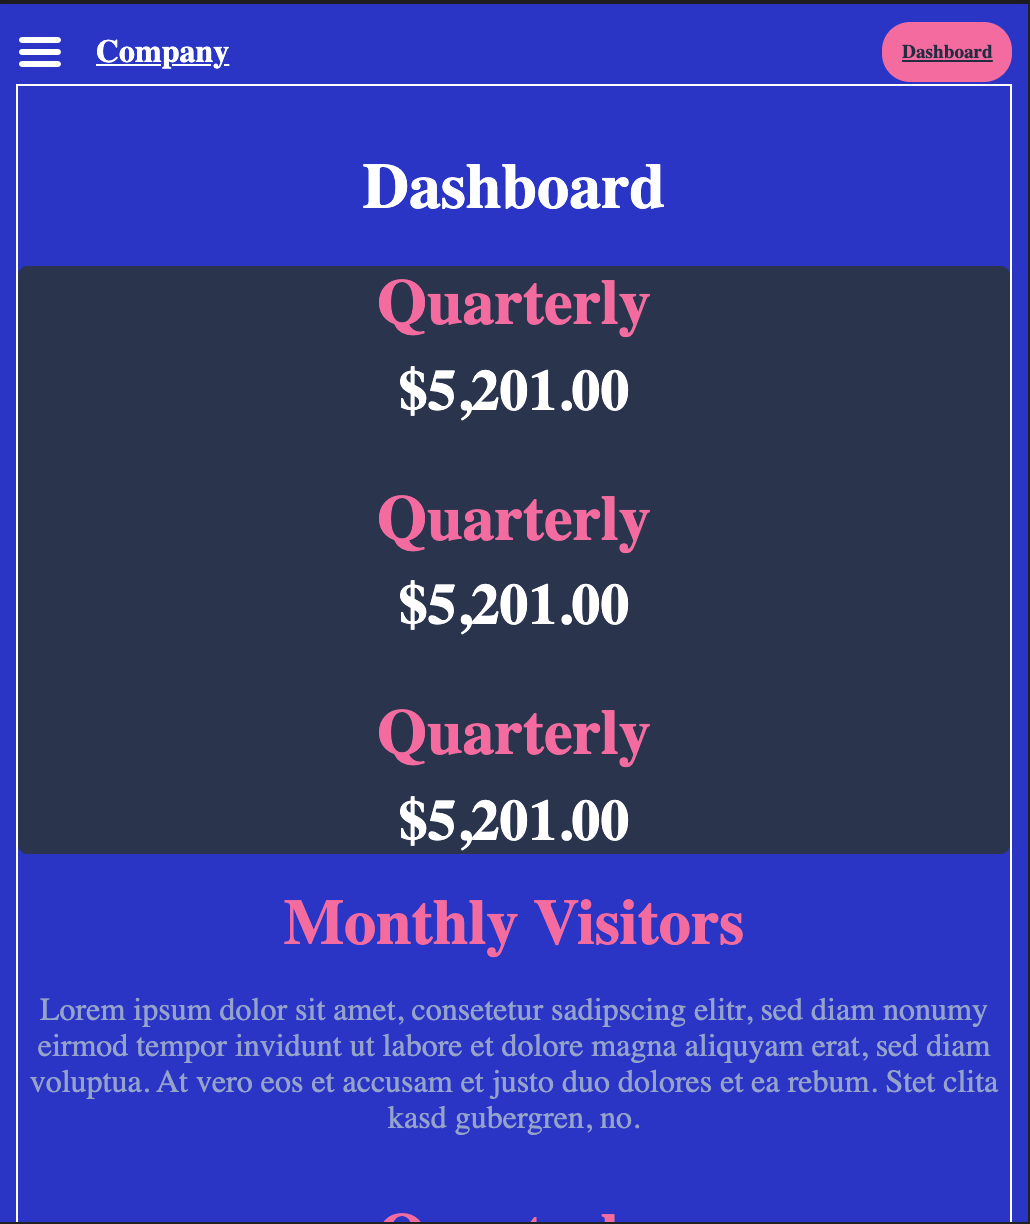 Company
Dashboard
Dashboard
Quarterly
$5,201.00
Quarterly
$5,201.00
Quarterly
$5,201.00
Monthly Visitors
Lorem ipsum dolor sit amet, consetetur sadipscing elitr, sed diam nonumy
eirmod tempor invidunt ut labore et dolore magna aliquyam erat, sed diam
voluptua. At vero eos et accusam et justo duo dolores et ea rebum. Stet clita
kasd gubergren, no.